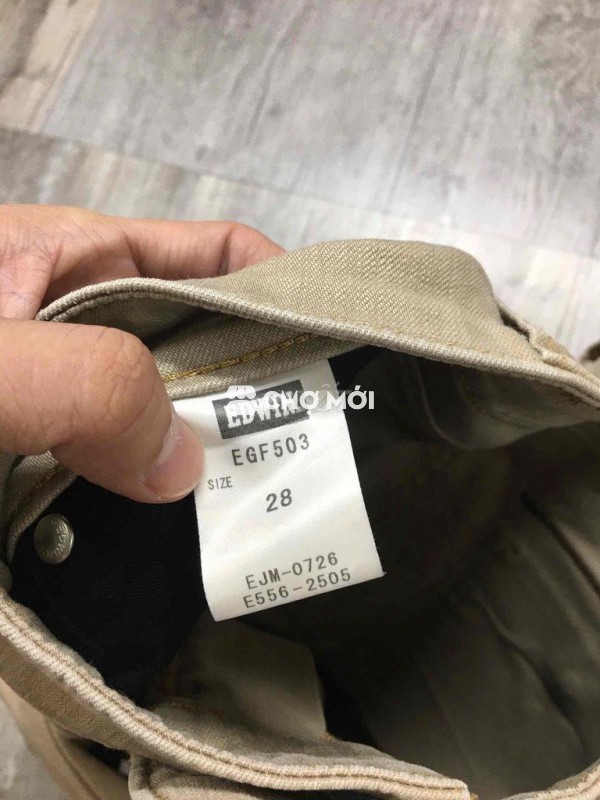 EDWIN
CHỢ MỚI
EGF503
SIZE
28
EJM-0726
E556-2505